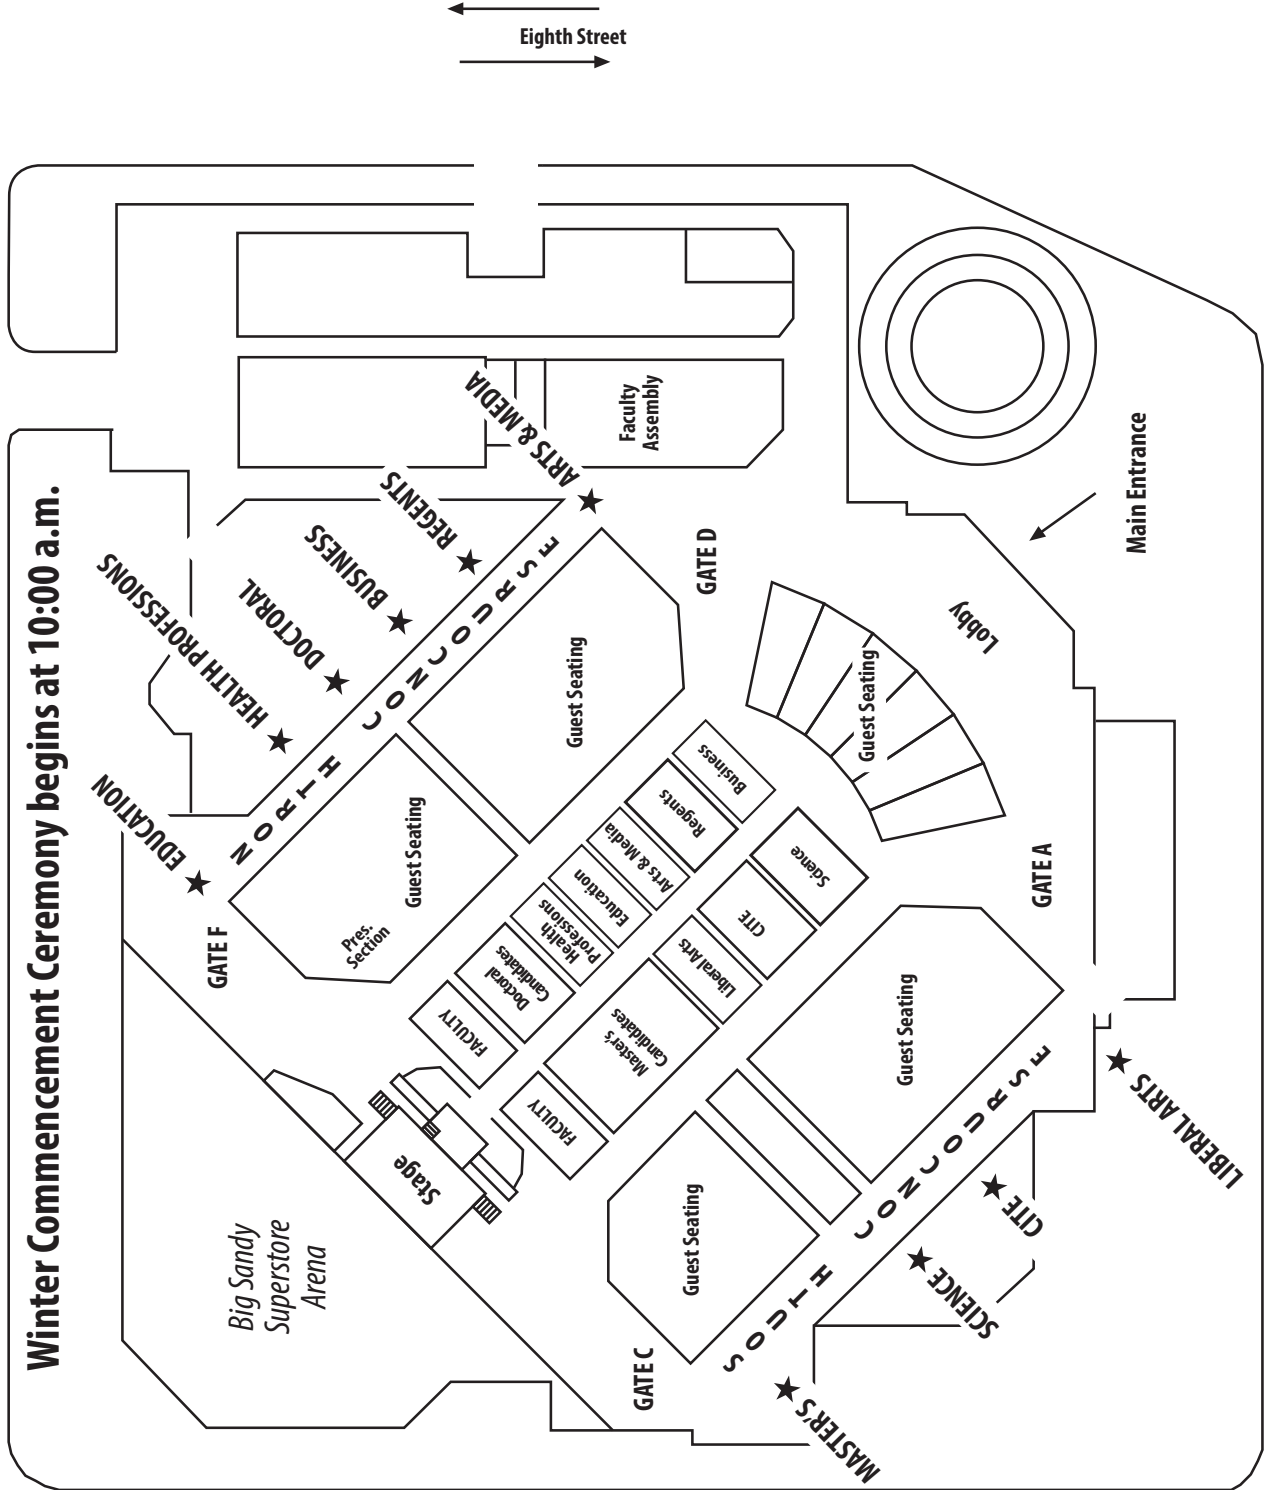 Winter Commencement Ceremony begins at 10:00 a.m.
Eighth Street
ARTS & MEDIA
REGENTS
BUSINESS
DOCTORAL
HEALTH PROFESSIONS
EDUCATION
NORTH CONCOURSE
Faculty
Assembly
Main Entrance
Lobby
GATE D
GATE F
GATE A
GATE C
Guest Seating
Guest Seating
Pres.
Section
Guest Seating
Business
Regents
Arts & Media
Education
Health
Professions
Doctoral
Candidates
FACULTY
Science
CITE
Liberal Arts
Master's
Candidates
FACULTY
Stage
Big Sandy
Superstore
Arena
Guest Seating
Guest Seating
SOUTH CONCOURSE
LIBERAL ARTS
CITE
SCIENCE
MASTER'S